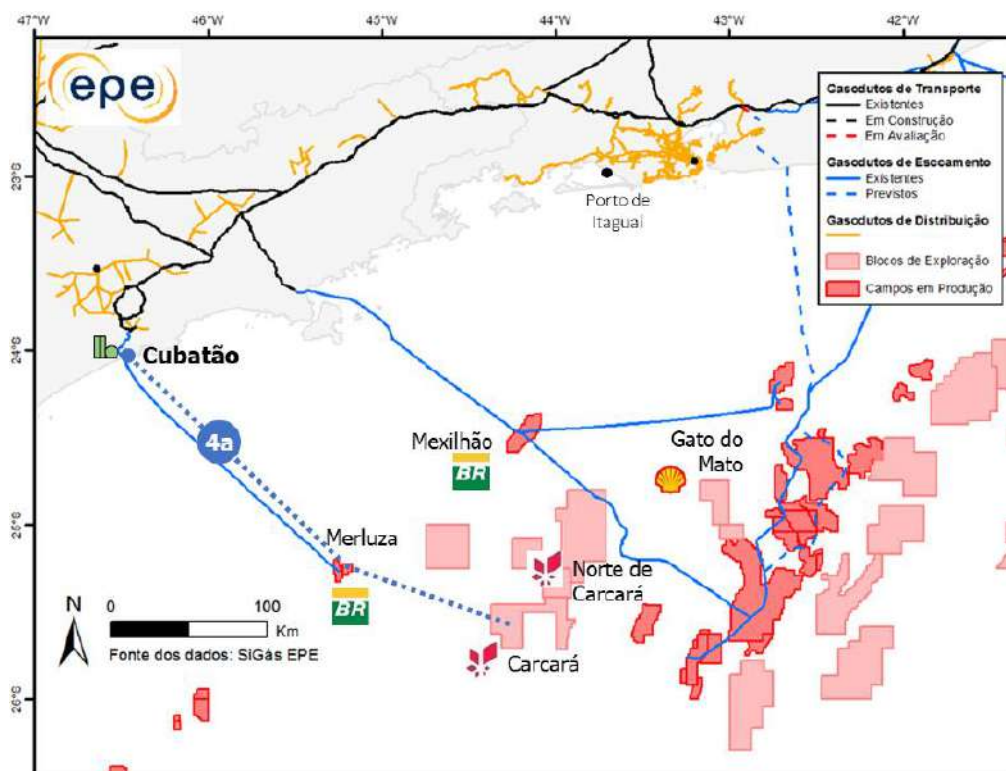 47°W 46°W 45°W 44°W 43°W 42°W
epe
Gasodutos de Transporte
Existentes
Em Construção
Em Avaliação
Gasodutos de Escoamento
Existentes
Previstos
Gasodutos de Distribuição
Blocos de Exploração
Campos em Produção
23°S
Porto de
Itaguaí
24°S
Cubatão
4a
Mexilhão
BR
Gato do
Mato
25°S
Merluza
BR
Norte de
Carcará
Carcará
N
0 100
Km
Fonte dos dados: SIGás EPE
26°S